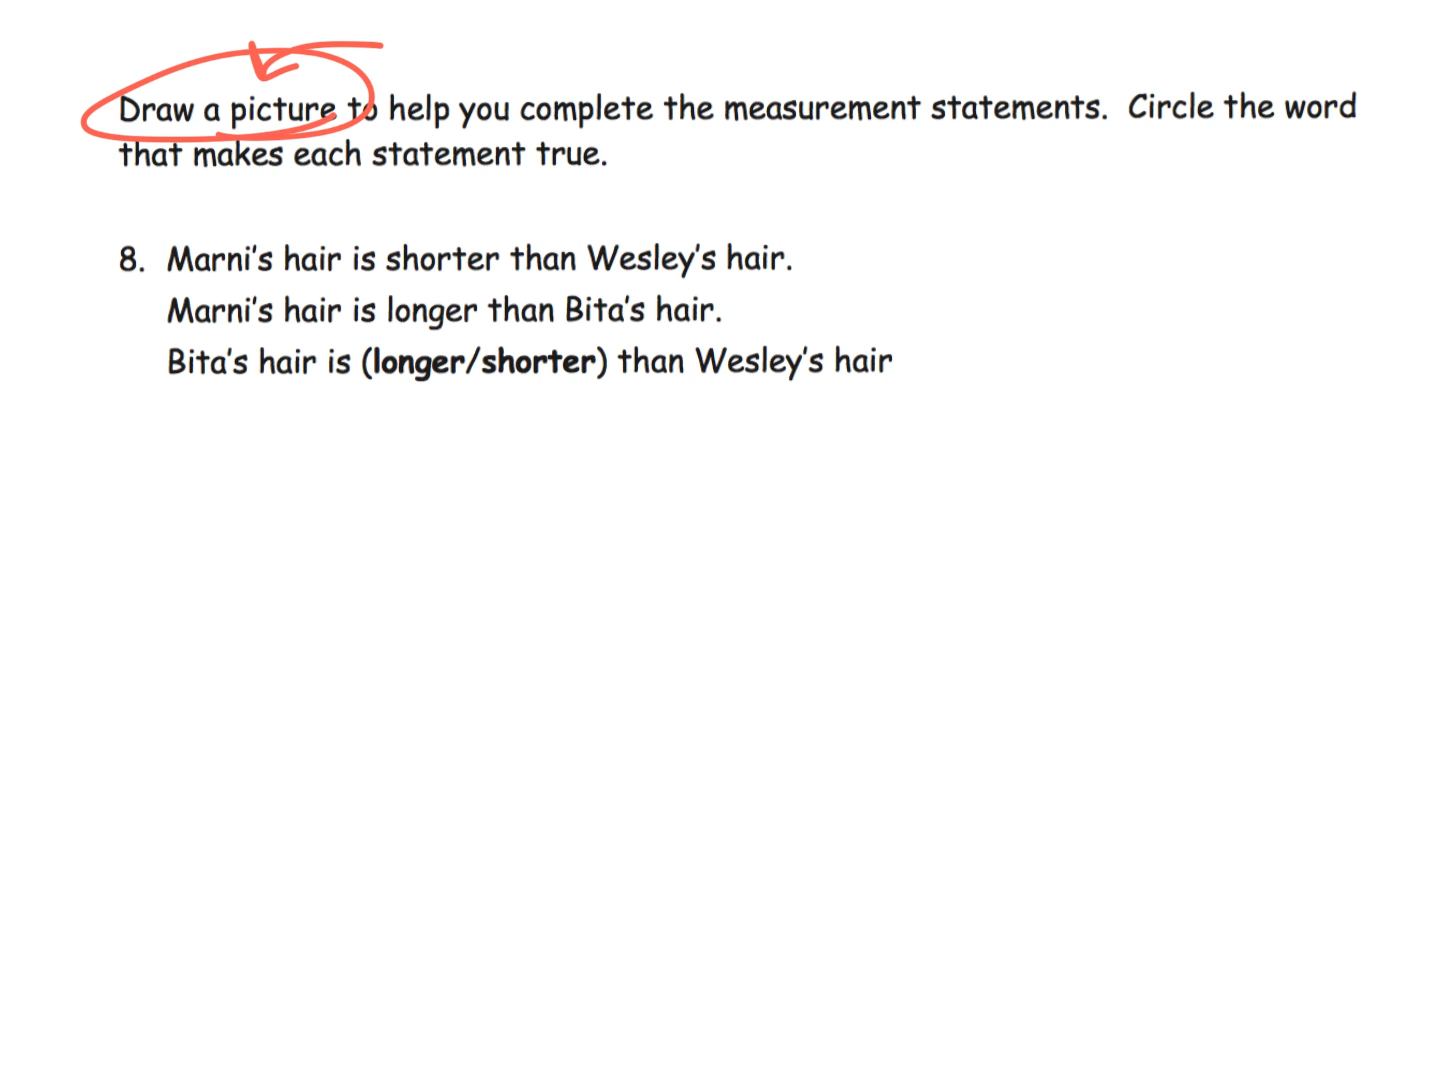 Draw a picture to help you complete the measurement statements. Circle the word
that makes each statement true.
8. Marni's hair is shorter than Wesley's hair.
Marni's hair is longer than Bita's hair.
Bita's hair is (longer/shorter) than Wesley's hair